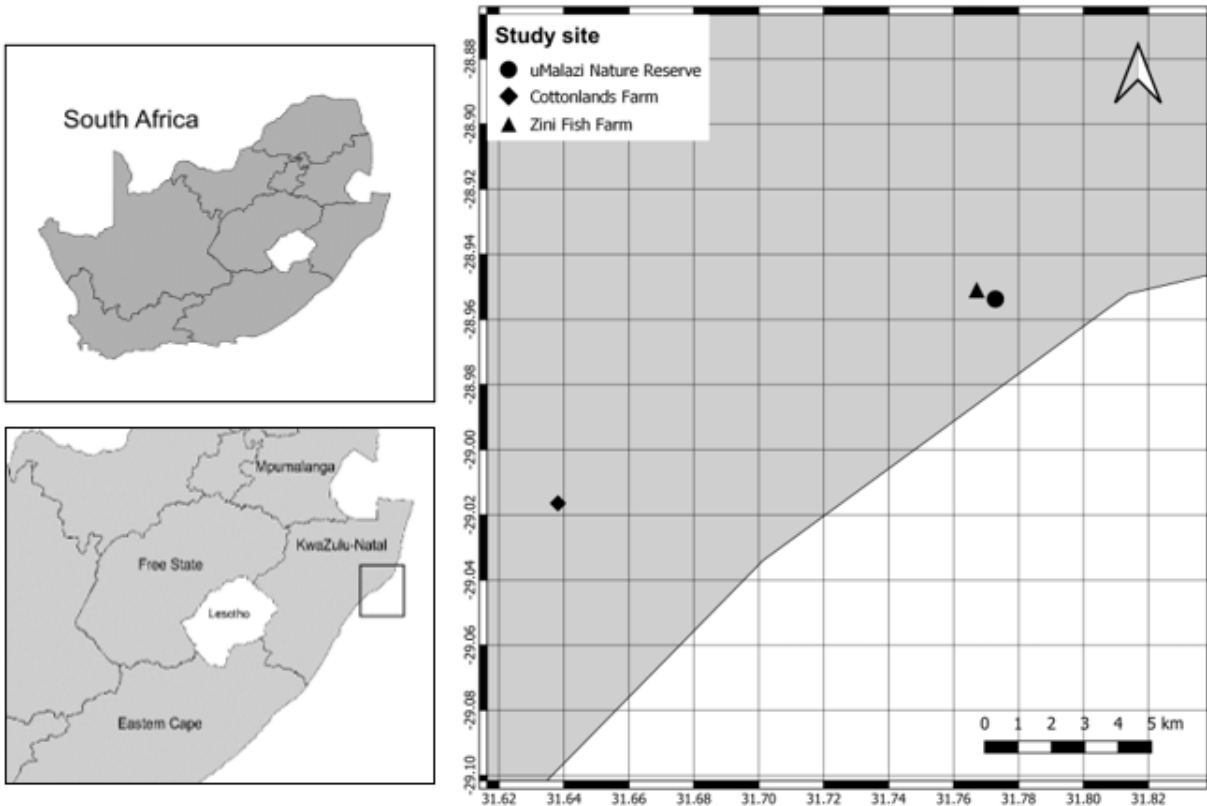 South Africa
Mpumalanga
KwaZulu-Natal
Free State
Lesotho
Eastern Cape
Study site
uMalazi Nature Reserve
Cottonlands Farm
Zini Fish Farm
-28.88
-28.90
-28.92
-28.94
-28.96
-28.98
-29.00
-29.02
-29.04
-29.06
-29.08
-29.10
0 1 2 3 4 5 km
31.62 31.64 31.66 31.68 31.70 31.72 31.74 31.76 31.78 31.80 31.82